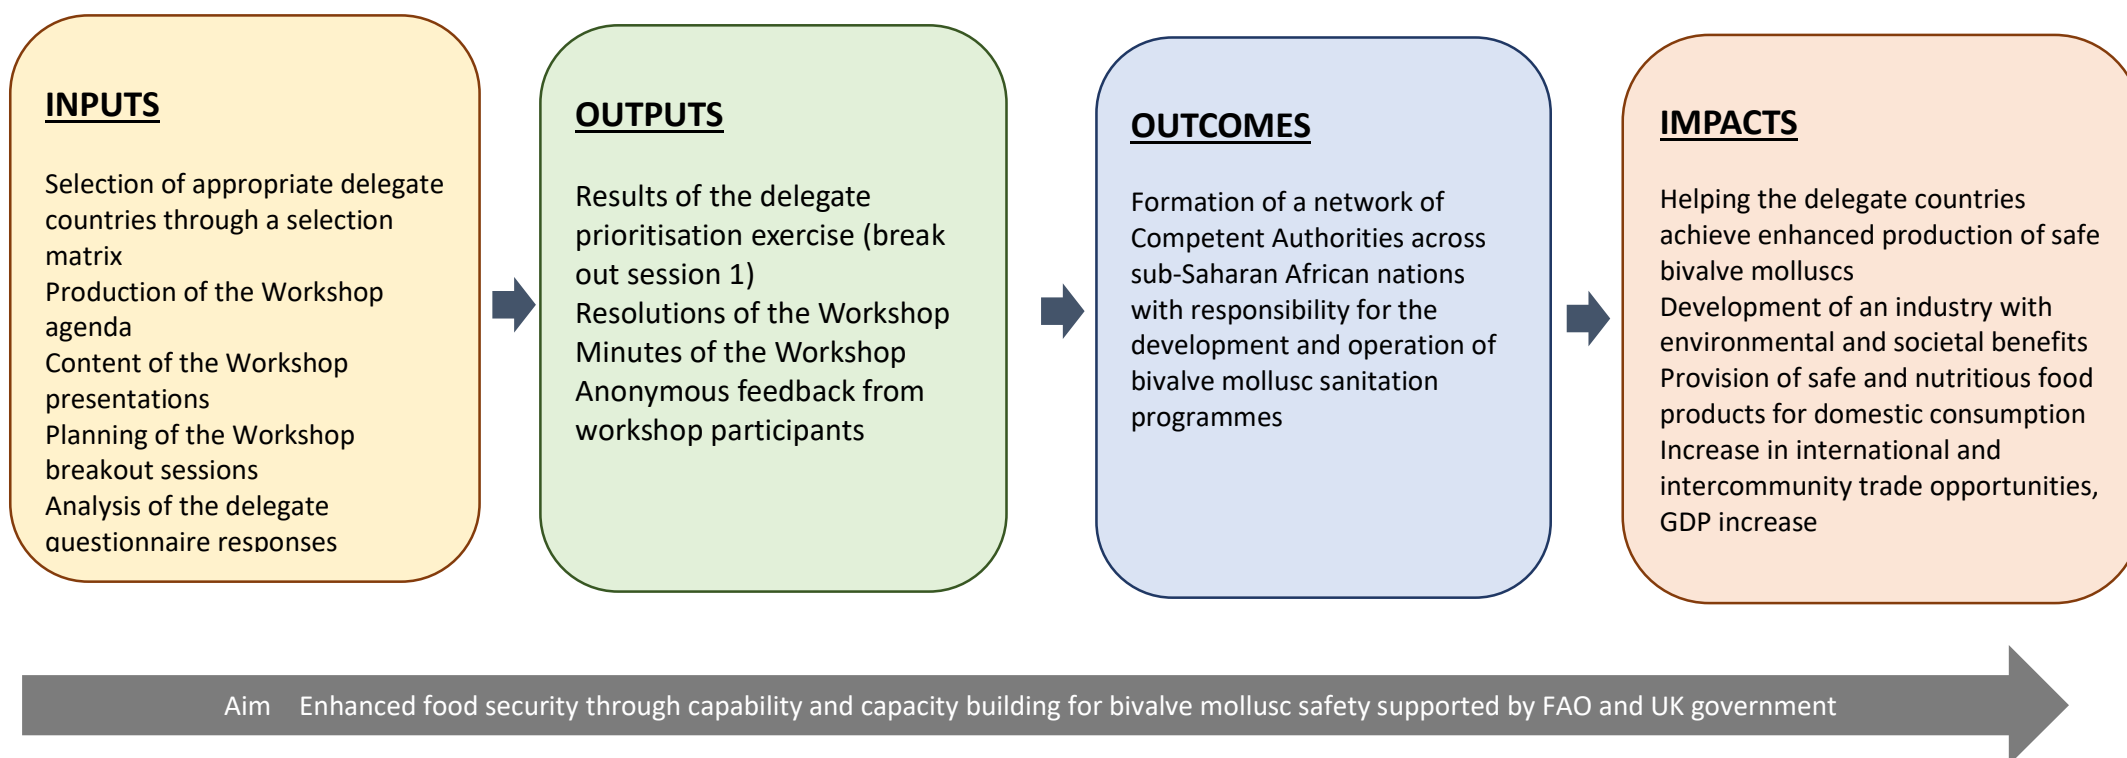 INPUTS
Selection of appropriate delegate
countries through a selection
matrix
Production of the Workshop
agenda
Content of the Workshop
presentations
Planning of the Workshop
breakout sessions
Analysis of the delegate
questionnaire responses
OUTPUTS
Results of the delegate
prioritisation exercise (break
out session 1)
Resolutions of the Workshop
Minutes of the Workshop
Anonymous feedback from
workshop participants
OUTCOMES
Formation of a network of
Competent Authorities across
sub-Saharan African nations
with responsibility for the
development and operation of
bivalve mollusc sanitation
programmes
IMPACTS
Helping the delegate countries
achieve enhanced production of safe
bivalve molluscs
Development of an industry with
environmental and societal benefits
Provision of safe and nutritious food
products for domestic consumption
Increase in international and
intercommunity trade opportunities,
GDP increase
Aim Enhanced food security through capability and capacity building for bivalve mollusc safety supported by FAO and UK government